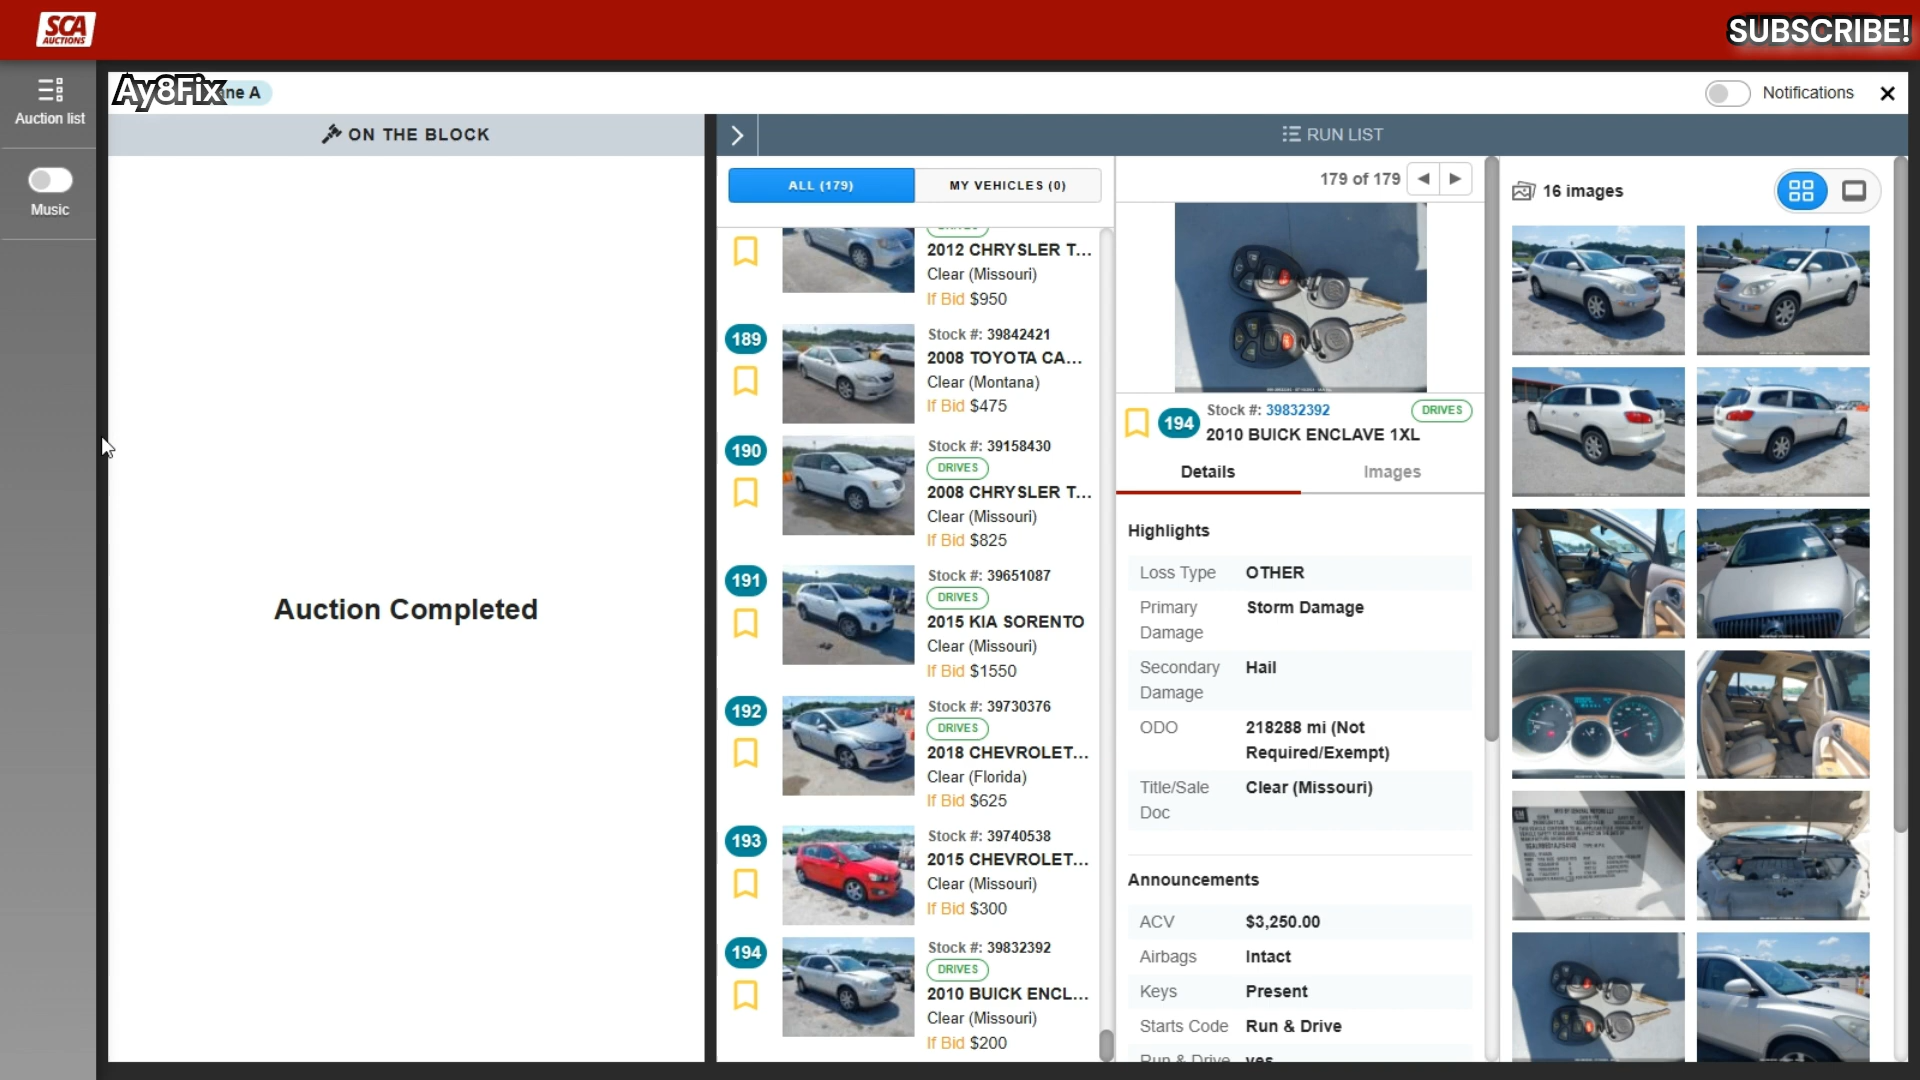 SCA
AUCTIONS
SUBSCRIBE!
Auction list
Music
Ay8Fix
ne A
Notifications
ON THE BLOCK
RUN LIST
Auction Completed
ALL (179)
MY VEHICLES (0)
2012 CHRYSLER T...
Clear (Missouri)
If Bid $950
189
Stock #: 39842421
2008 TOYOTA CA...
Clear (Montana)
If Bid $475
190
Stock #: 39158430
DRIVES
2008 CHRYSLER T...
Clear (Missouri)
If Bid $825
191
Stock #: 39651087
DRIVES
2015 KIA SORENTO
Clear (Missouri)
If Bid $1550
192
Stock #: 39730376
DRIVES
2018 CHEVROLET...
Clear (Florida)
If Bid $625
193
Stock #: 39740538
2015 CHEVROLET...
Clear (Missouri)
If Bid $300
194
Stock #: 39832392
DRIVES
2010 BUICK ENCL...
Clear (Missouri)
If Bid $200
179 of 179
194
Stock #: 39832392
DRIVES
2010 BUICK ENCLAVE 1XL
Details
Images
Highlights
Loss Type OTHER
Primary Damage Storm Damage
Secondary Damage Hail
ODO 218288 mi (Not Required/Exempt)
Title/Sale Doc Clear (Missouri)
Announcements
ACV $3,250.00
Airbags Intact
Keys Present
Starts Code Run & Drive
Run & Drive yes
16 images